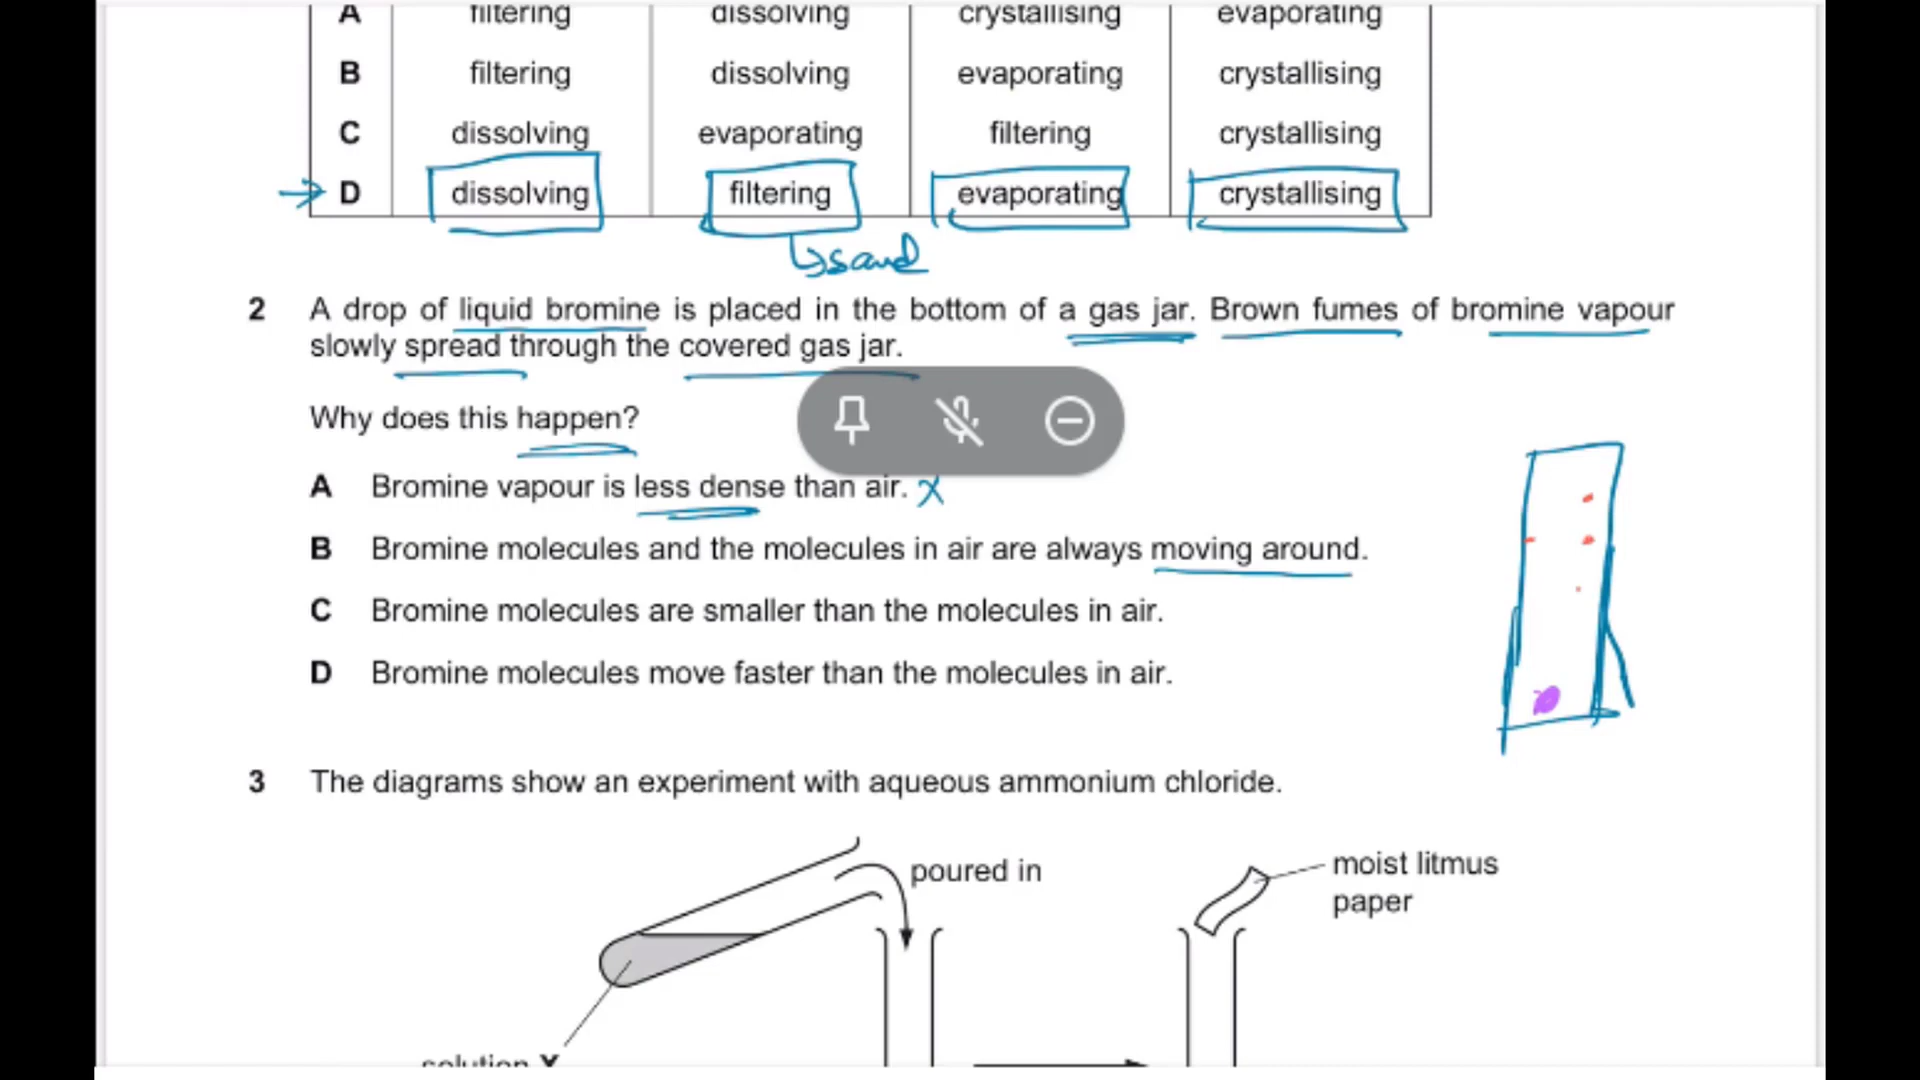 A filtering dissolving crystallising evaporating
B filtering dissolving evaporating crystallising
C dissolving evaporating filtering crystallising
D dissolving filtering evaporating crystallising
sand
2 A drop of liquid bromine is placed in the bottom of a gas jar. Brown fumes of bromine vapour
slowly spread through the covered gas jar.
Why does this happen?
A Bromine vapour is less dense than air. X
B Bromine molecules and the molecules in air are always moving around.
C Bromine molecules are smaller than the molecules in air.
D Bromine molecules move faster than the molecules in air.
3 The diagrams show an experiment with aqueous ammonium chloride.
poured in
moist litmus
paper
solution X